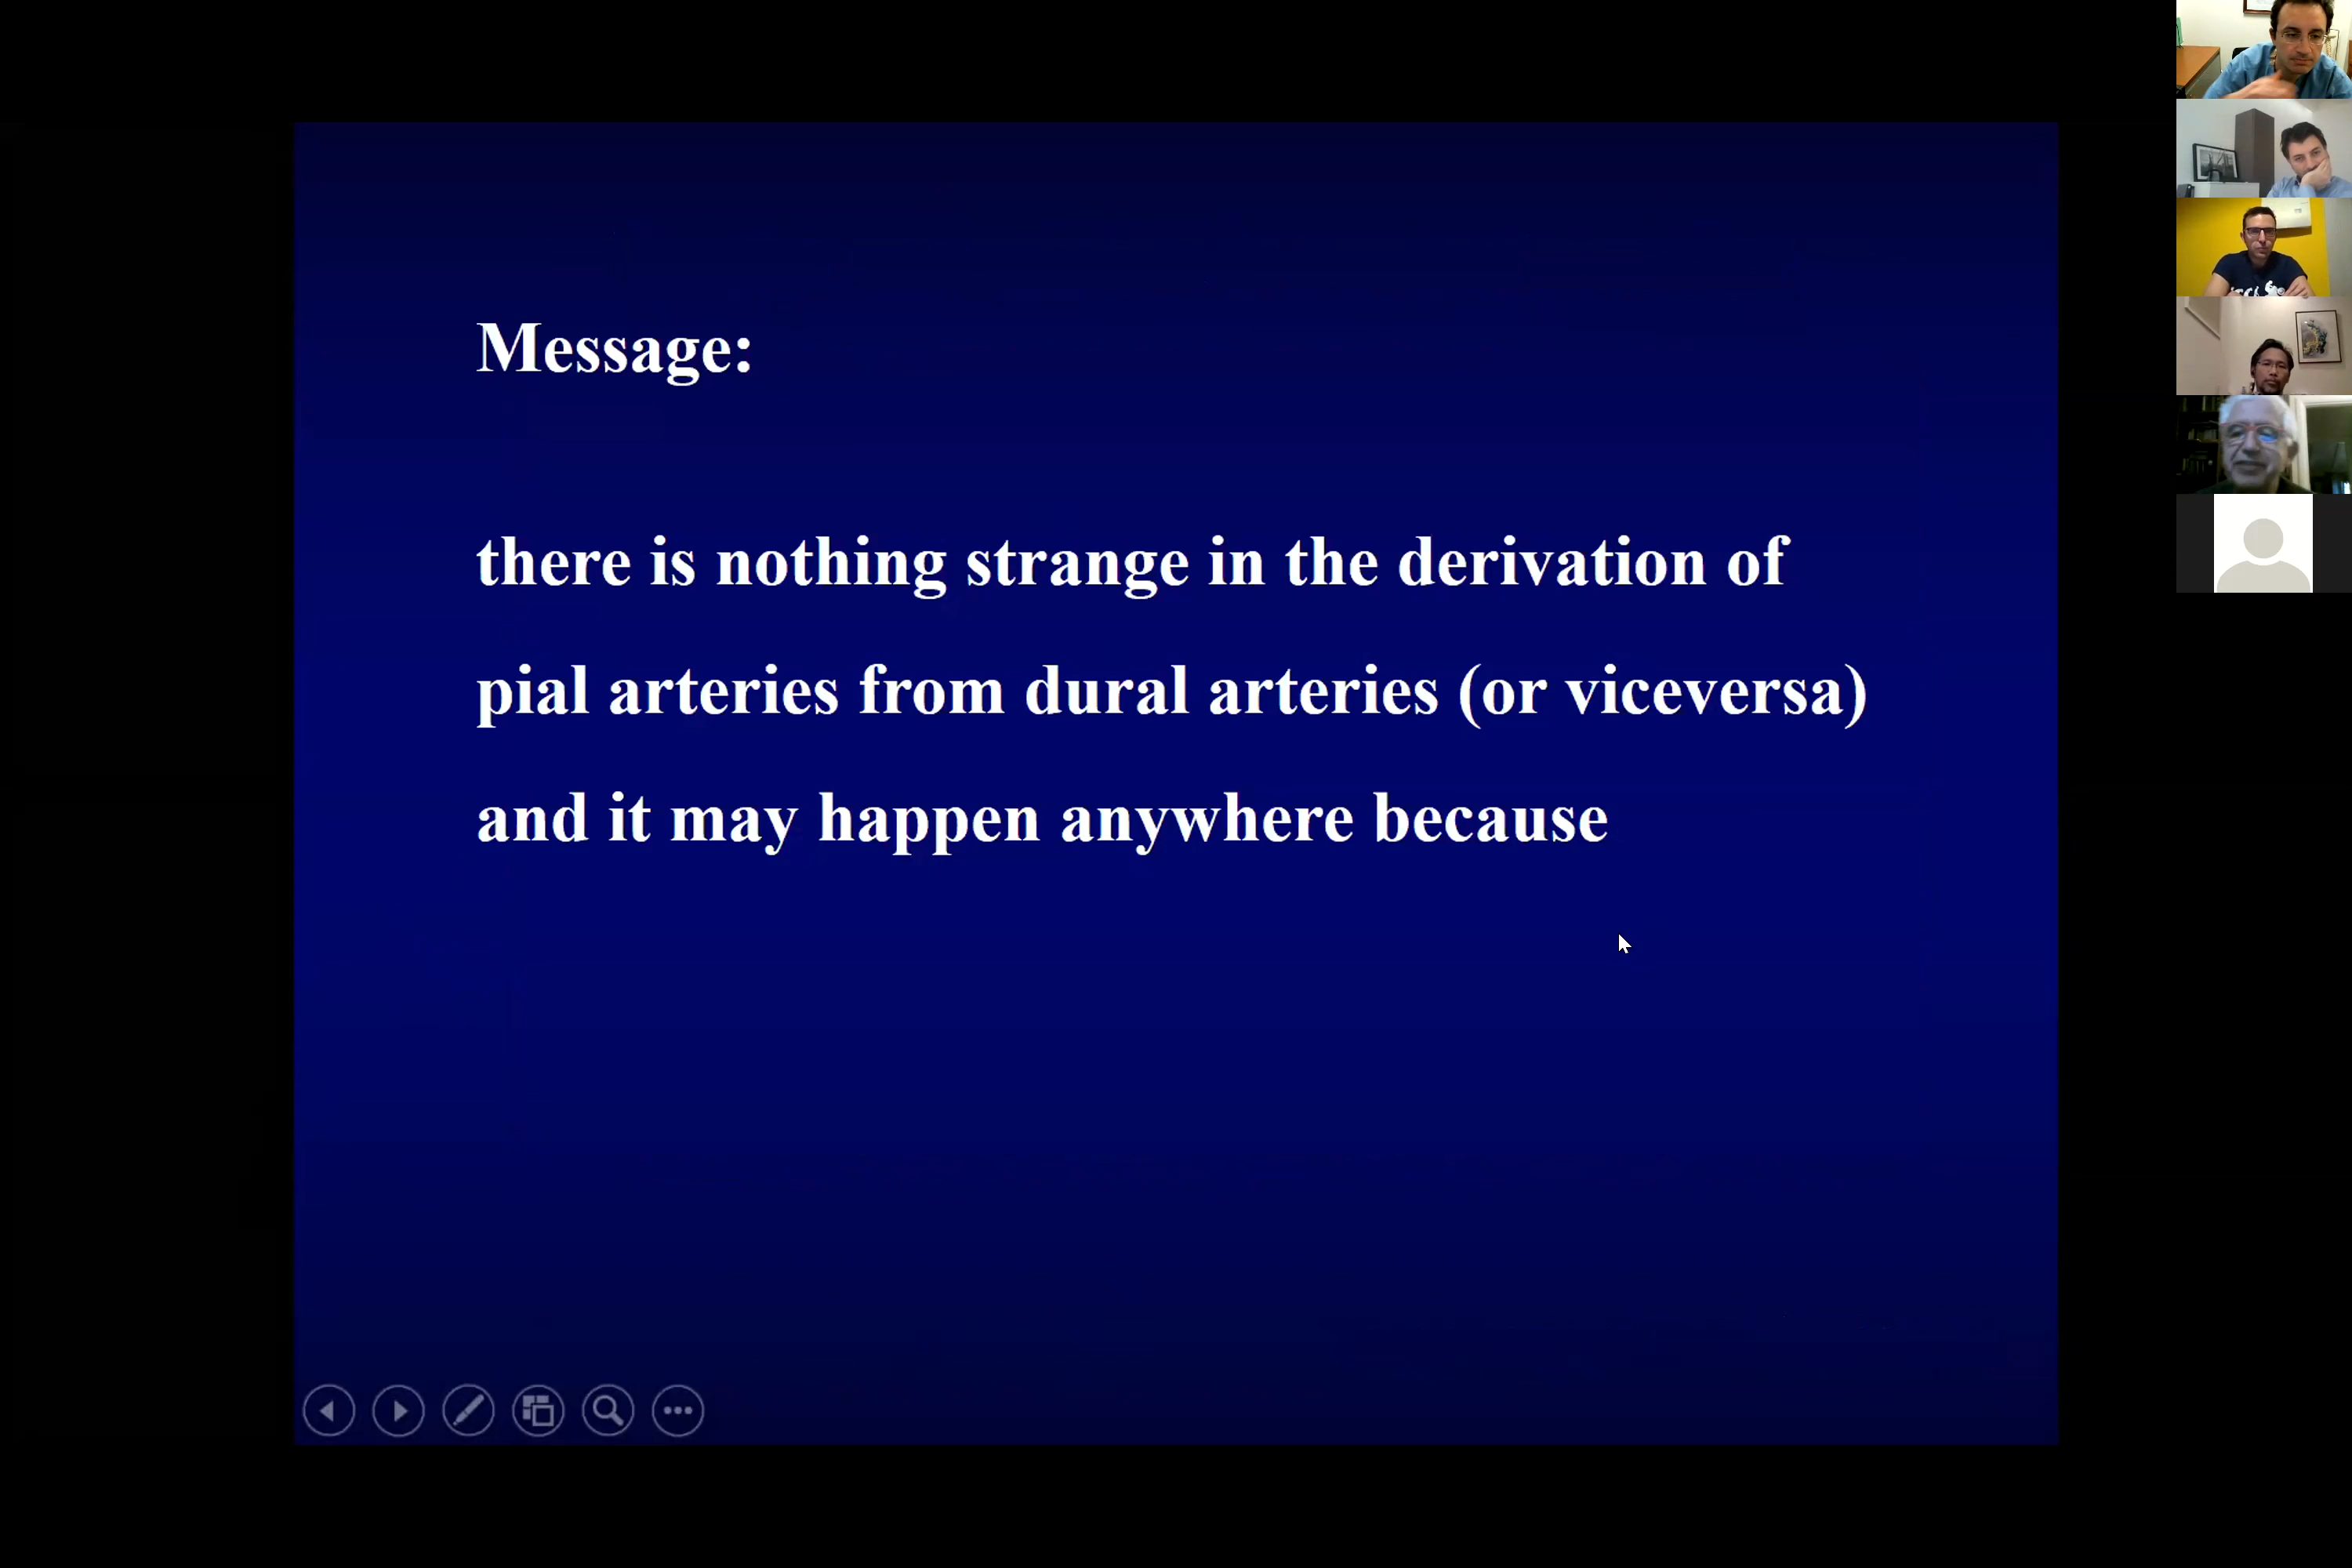 Message:
there is nothing strange in the derivation of
pial arteries from dural arteries (or viceversa)
and it may happen anywhere because